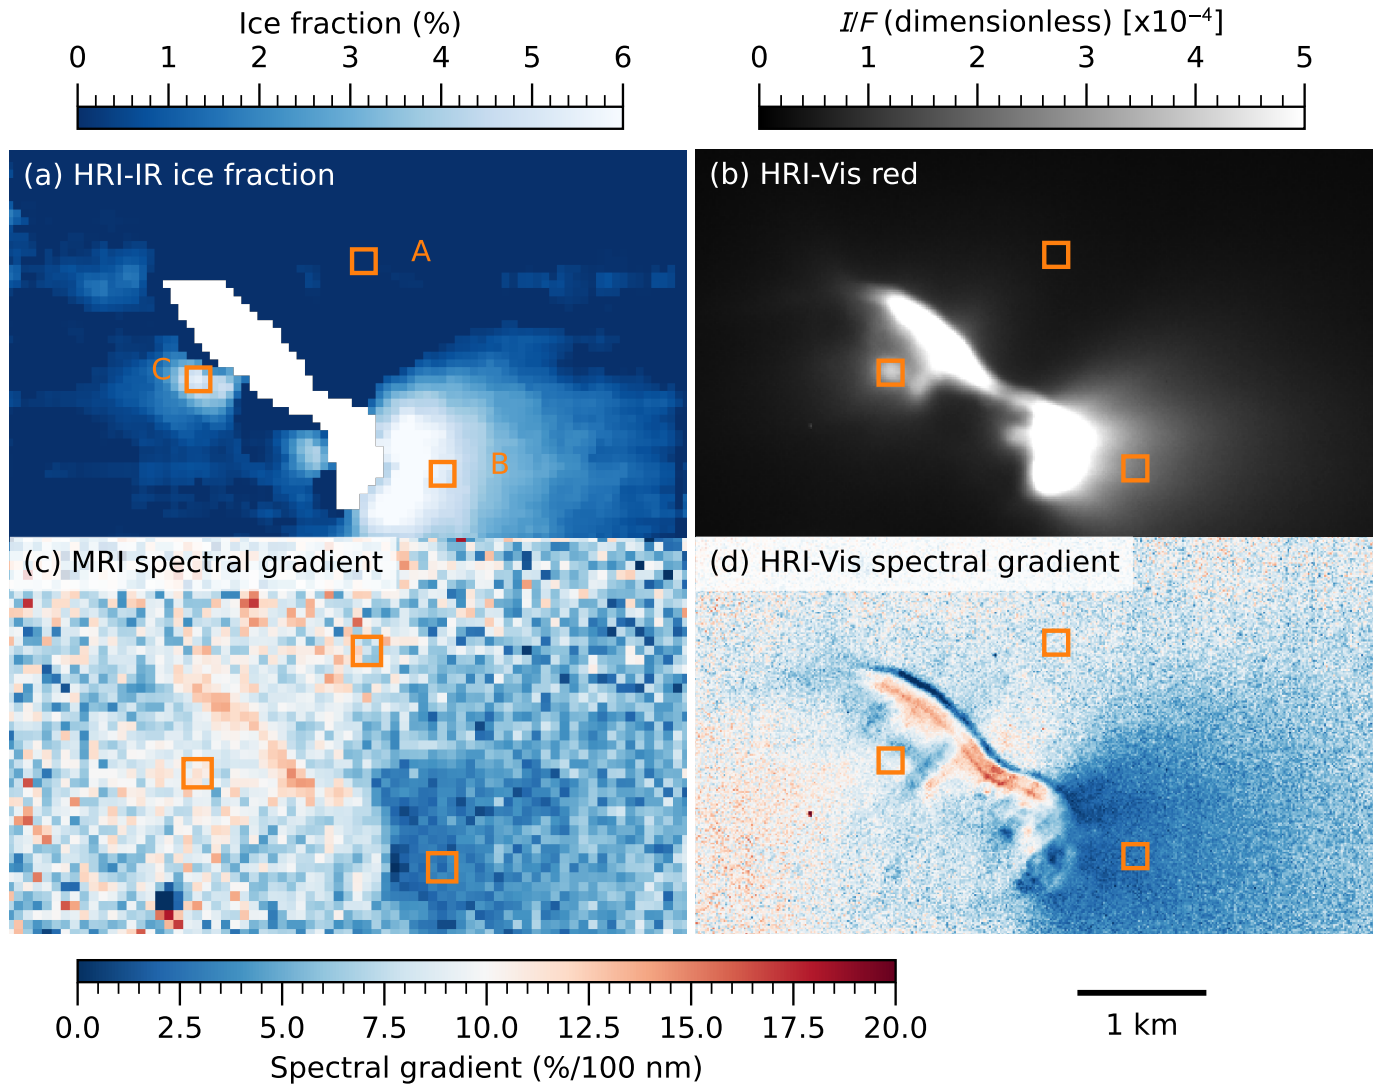 Ice fraction (%)
0 1 2 3 4 5 6
I/F (dimensionless) [x10⁻⁴]
0 1 2 3 4 5
(a) HRI-IR ice fraction
A
C
B
(b) HRI-Vis red
(c) MRI spectral gradient
(d) HRI-Vis spectral gradient
0.0 2.5 5.0 7.5 10.0 12.5 15.0 17.5 20.0
Spectral gradient (%/100 nm)
1 km